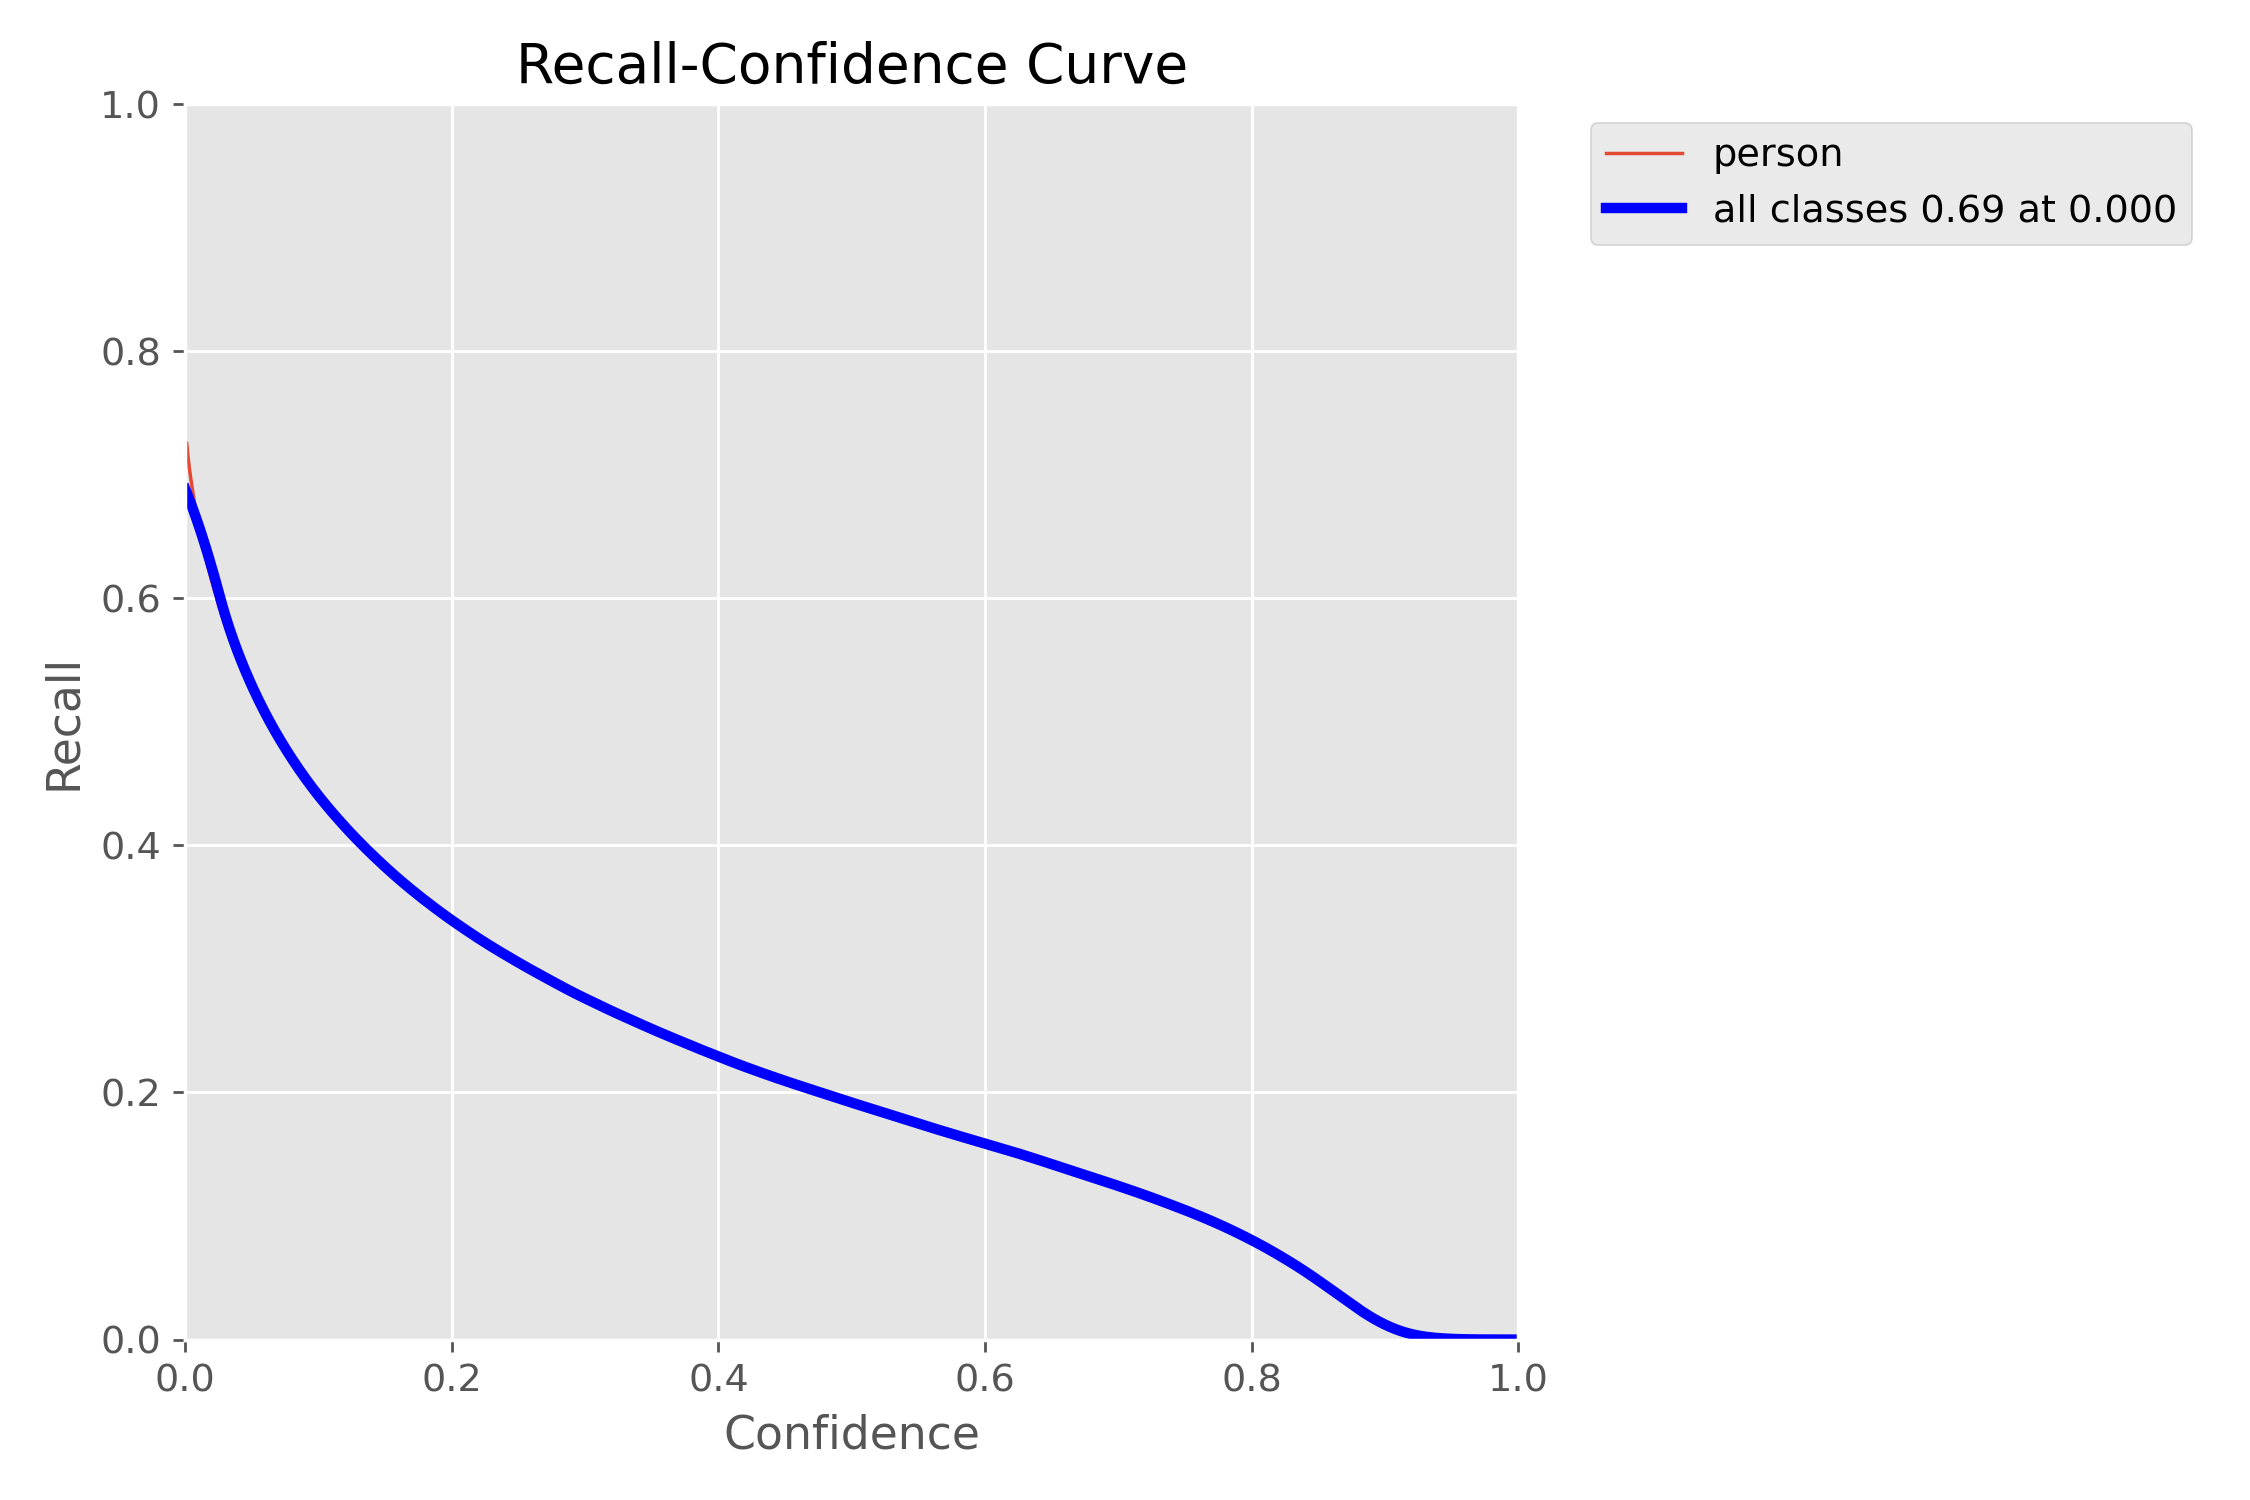 Recall-Confidence Curve
person
all classes 0.69 at 0.000
1.0
0.8
0.6
0.4
0.2
0.0
Recall
0.0 0.2 0.4 0.6 0.8 1.0
Confidence